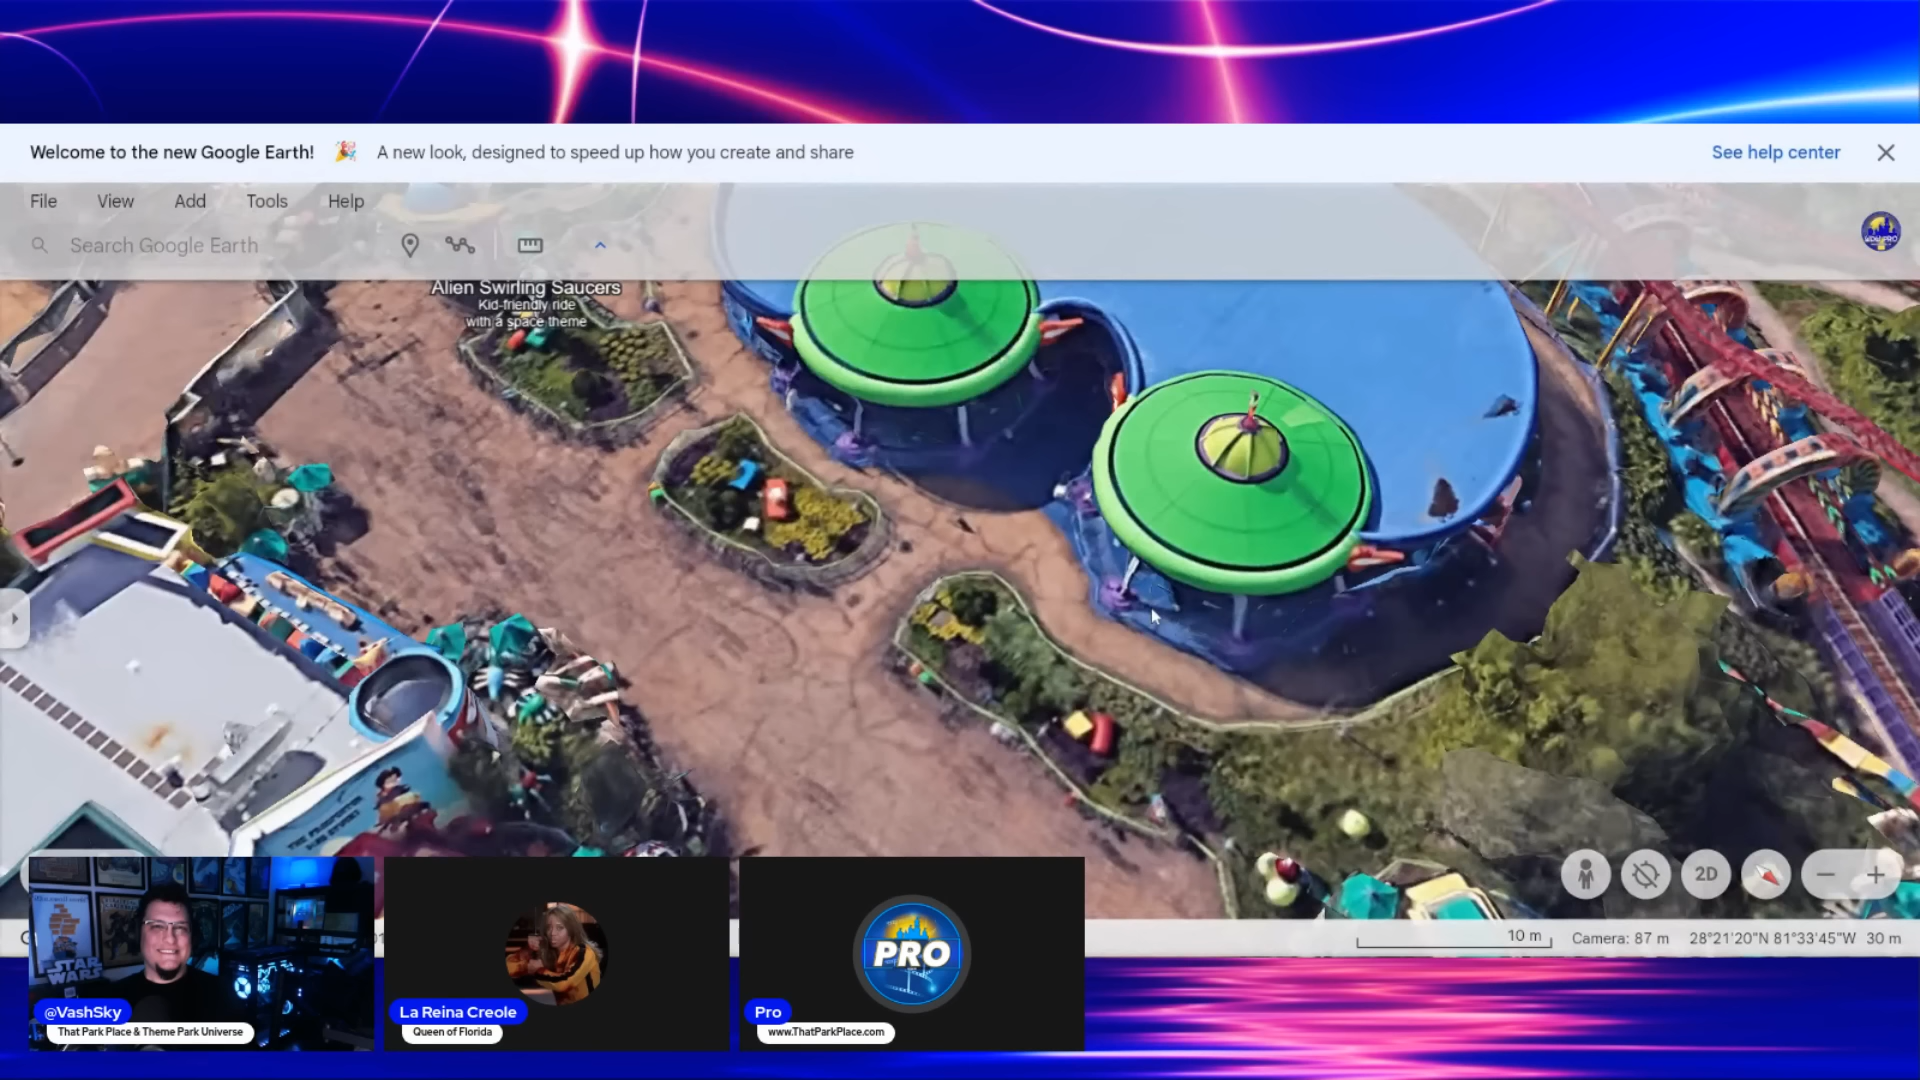 Welcome to the new Google Earth! A new look, designed to speed up how you create and share See help center
File View Add Tools Help
Search Google Earth
Alien Swirling Saucers
Kid-friendly ride
with a space theme
2D
10 m Camera: 87 m 28°21'20"N 81°33'45"W 30 m
STAR
WARS
@VashSky
That Park Place & Theme Park Universe
La Reina Creole
Queen of Florida
PRO
Pro
www.ThatParkPlace.com